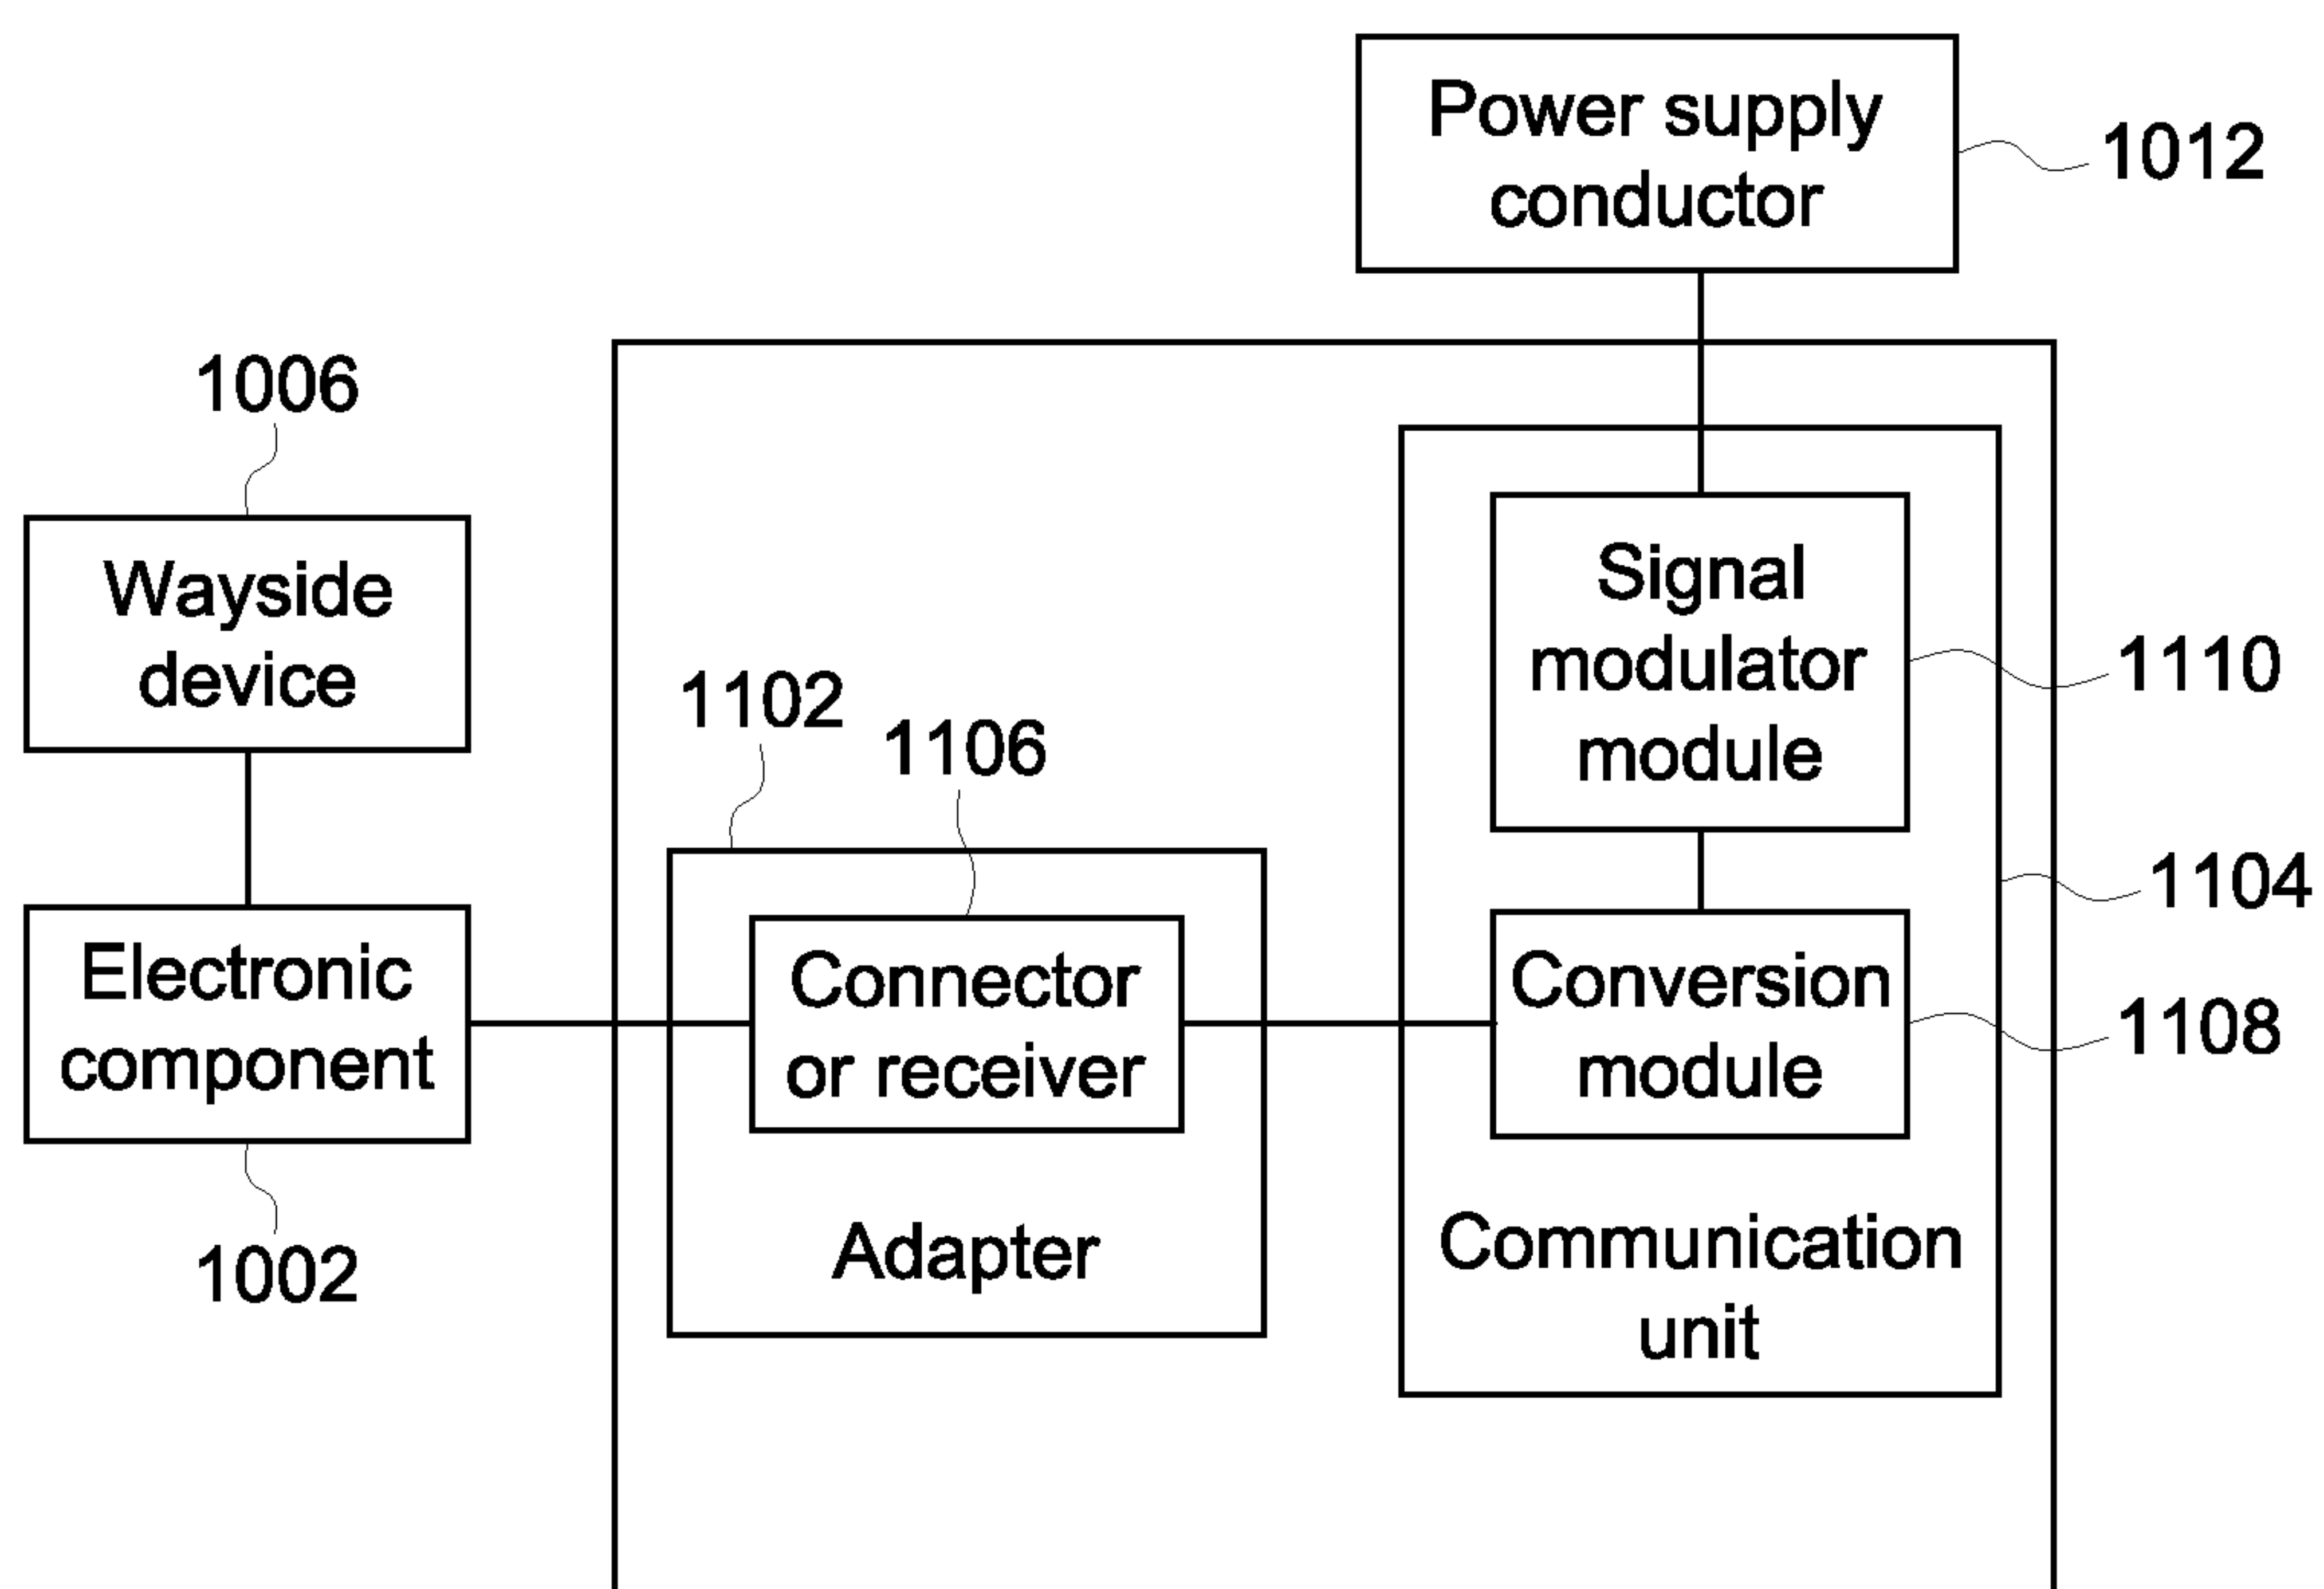 Power supply
conductor
1012
1006
Wayside
device
Signal
modulator
module
1110
1102
1106
1104
Electronic
component
Connector
or receiver
Conversion
module
1108
Adapter
Communication
unit
1002